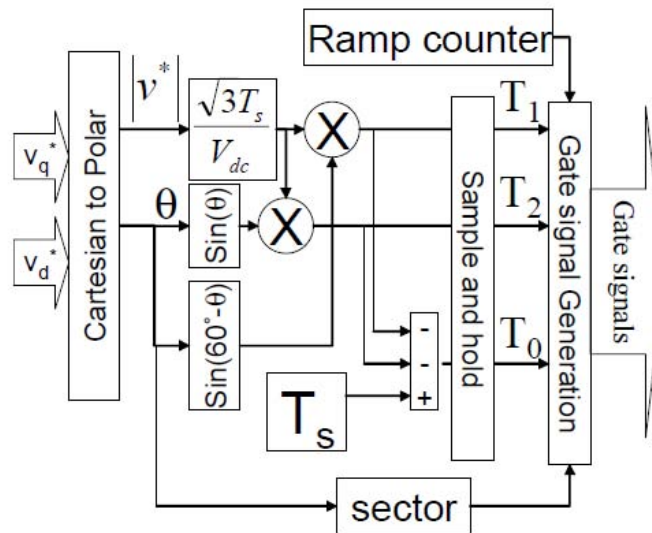 Ramp counter
|v*|
√3T_s
V_dc
X
T_1
v_q*
Cartesian to Polar
θ
Sin(θ)
X
Sample and hold
T_2
Gate signal Generation
Gate signals
v_d*
Sin(60°-θ)
-
-
+
T_0
T_s
sector